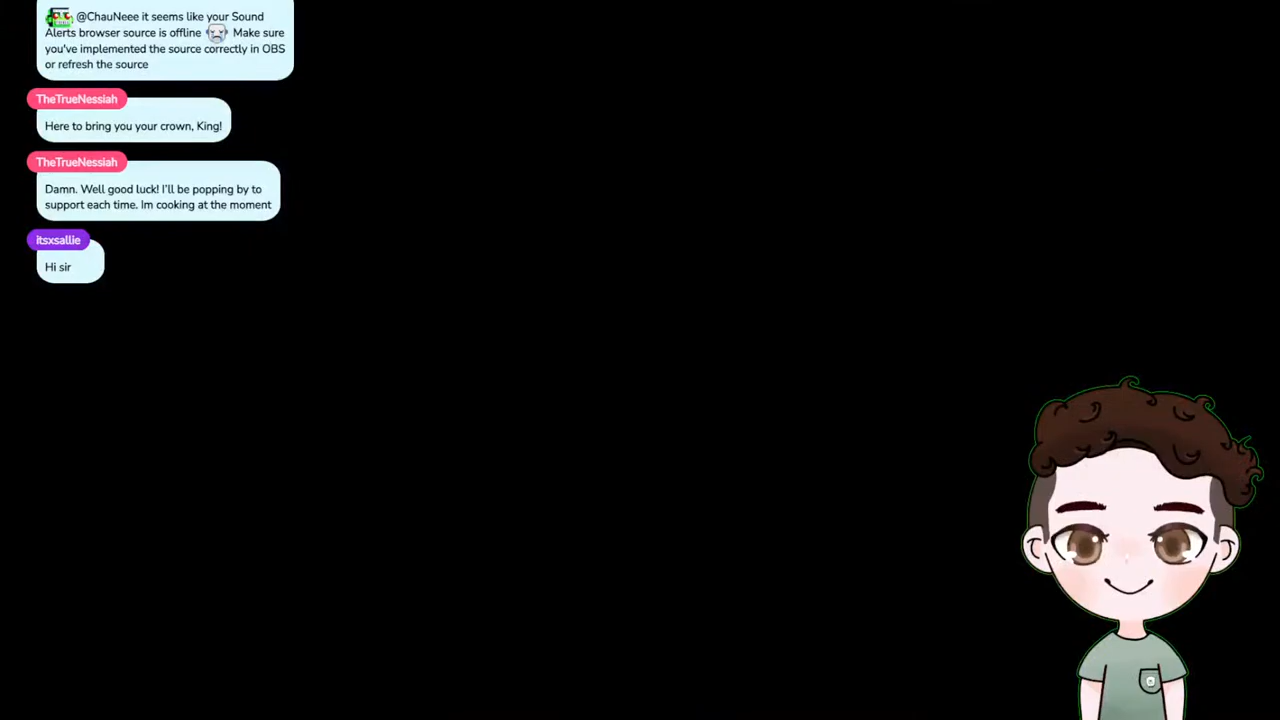 @ChauNeee it seems like your Sound
Alerts browser source is offline Make sure
you've implemented the source correctly in OBS
or refresh the source
TheTrueNessiah
Here to bring you your crown, King!
TheTrueNessiah
Damn. Well good luck! I'll be popping by to
support each time. Im cooking at the moment
itsxsallie
Hi sir